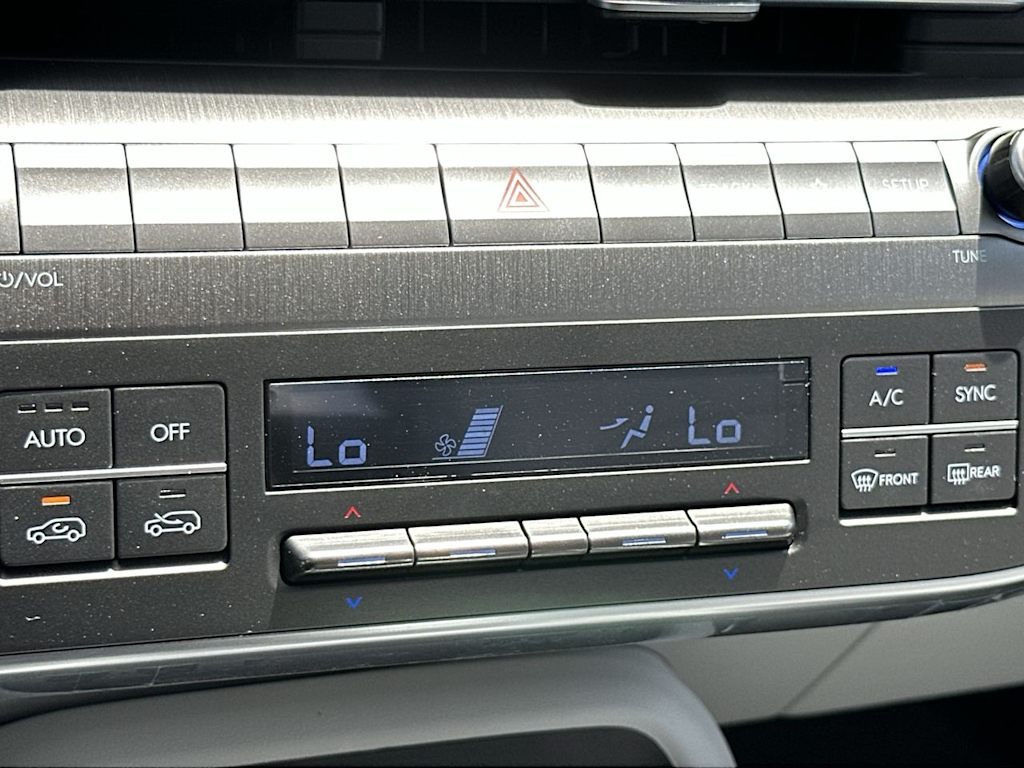 SETUP
⏻/VOL
TUNE
AUTO
OFF
Lo
Lo
A/C
SYNC
FRONT
REAR